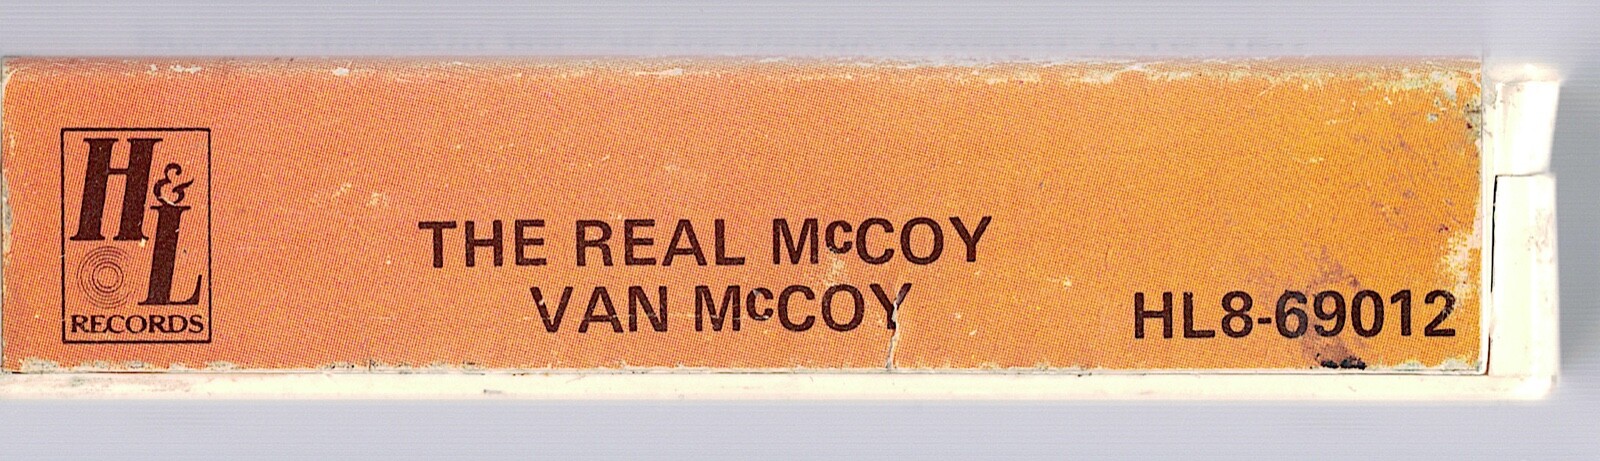 H&L
RECORDS
THE REAL McCOY
VAN McCOY
HL8-69012